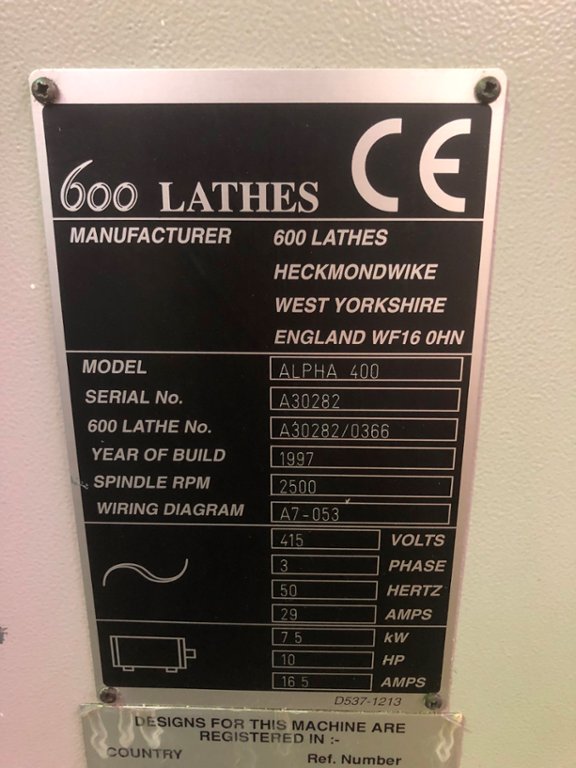 600 LATHES CE
MANUFACTURER 600 LATHES
HECKMONDWIKE
WEST YORKSHIRE
ENGLAND WF16 0HN
MODEL ALPHA 400
SERIAL No. A30282
600 LATHE No. A30282/0366
YEAR OF BUILD 1997
SPINDLE RPM 2500
WIRING DIAGRAM A7-053
415 VOLTS
3 PHASE
50 HERTZ
29 AMPS
7 5 kW
10 HP
16 5 AMPS
D537-1213
DESIGNS FOR THIS MACHINE ARE
REGISTERED IN :-
COUNTRY Ref. Number